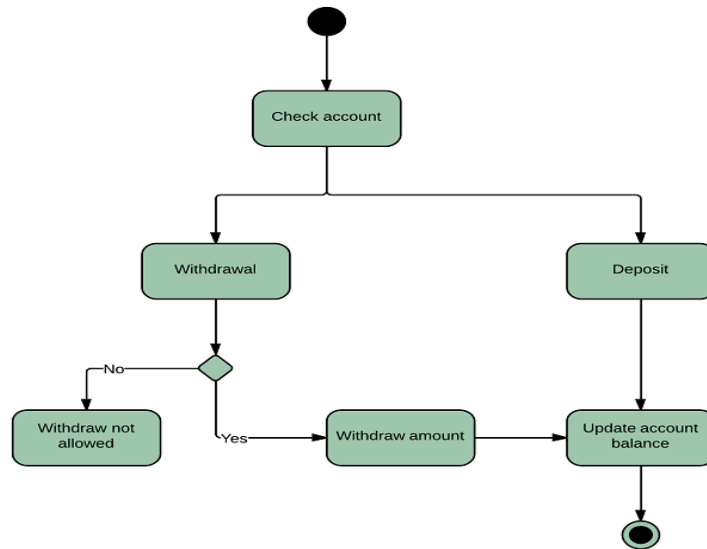 Check account
Withdrawal
Deposit
No
Withdraw not
allowed
Yes
Withdraw amount
Update account
balance